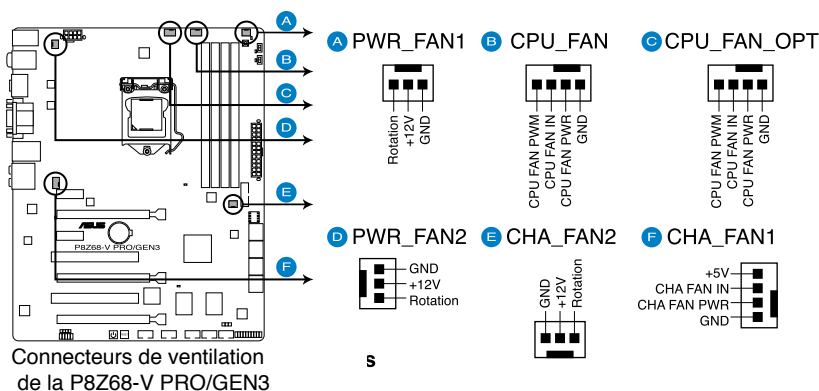 A
B
C
D
E
F
ASUS
P8Z68-V PRO/GEN3
Connecteurs de ventilation
de la P8Z68-V PRO/GEN3
A PWR_FAN1
Rotation
+12V
GND
B CPU_FAN
CPU FAN PWM
CPU FAN IN
CPU FAN PWR
GND
C CPU_FAN_OPT
CPU FAN PWM
CPU FAN IN
CPU FAN PWR
GND
D PWR_FAN2
GND
+12V
Rotation
E CHA_FAN2
GND
+12V
Rotation
F CHA_FAN1
+5V
CHA FAN IN
CHA FAN PWR
GND
s